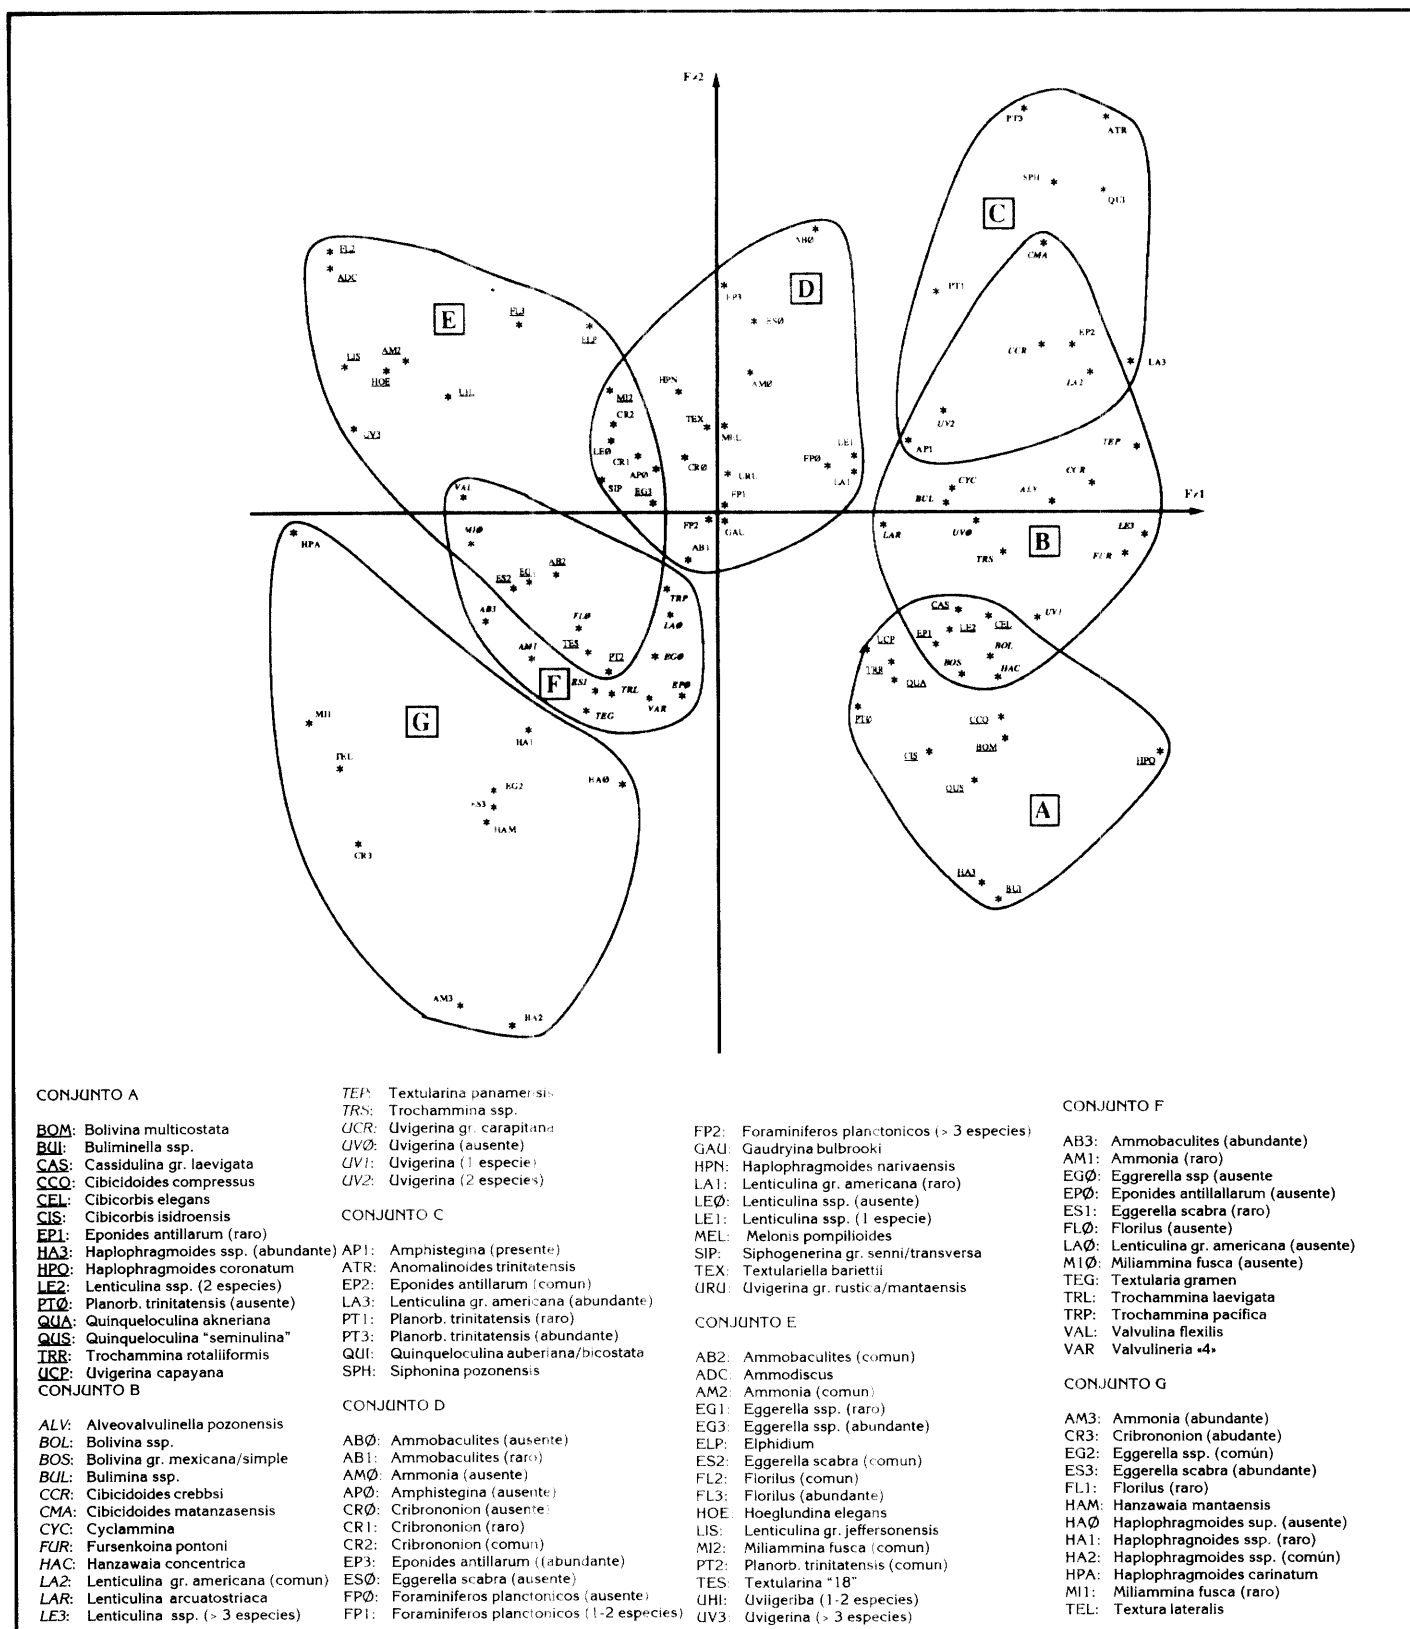 Fr2
PT3
ATR
SPH
QU3
C
CMA
PT1
EP2
UCR
LA3
LA2
UV2
AP1
TEP
CCR
CYC
ALV
BUL
Fr1
LAR
UVØ
B
LE3
TRS
FUR
CAS
CEL
UV1
EP1
LE2
UCP
BOL
TRR
BOS
HAC
QUA
PTØ
CCO
BOM
CIS
HPO
QUS
A
HA3
BUI
ABØ
D
EP3
ESØ
AMØ
HPN
TEX
MEL
LE1
FPØ
LA1
CRØ
URU
FP1
FP2
GAU
AB1
FL2
ADC
E
FL3
ELP
LIS
AM2
HOE
UHI
UV3
MI2
CR2
LEØ
CR1
APØ
SIP
EG3
VAL
MIØ
ES2
EG1
AB2
AB3
TRP
FLØ
LAØ
AM1
TES
PT2
EGØ
F
ES1
TRL
VAR
EPØ
TEG
HPA
G
MI1
HA1
TEL
HAØ
EG2
ES3
HAM
CR3
AM3
HA2
CONJUNTO A
BOM: Bolivina multicostata
BUI: Buliminella ssp.
CAS: Cassidulina gr. laevigata
CCO: Cibicidoides compressus
CEL: Cibicorbis elegans
CIS: Cibicorbis isidroensis
EP1: Eponides antillarum (raro)
HA3: Haplophragmoides ssp. (abundante)
HPO: Haplophragmoides coronatum
LE2: Lenticulina ssp. (2 especies)
PTØ: Planorb. trinitatensis (ausente)
QUA: Quinqueloculina akneriana
QUS: Quinqueloculina "seminulina"
TRR: Trochammina rotaliiformis
UCP: Uvigerina capayana
CONJUNTO B
ALV: Alveovalvulinella pozonensis
BOL: Bolivina ssp.
BOS: Bolivina gr. mexicana/simple
BUL: Bulimina ssp.
CCR: Cibicidoides crebbsi
CMA: Cibicidoides matanzasensis
CYC: Cyclammina
FUR: Fursenkoina pontoni
HAC: Hanzawaia concentrica
LA2: Lenticulina gr. americana (comun)
LAR: Lenticulina arcuatostriaca
LE3: Lenticulina ssp. (> 3 especies)
TEP: Textularina panamensis
TRS: Trochammina ssp.
UCR: Uvigerina gr. carapitana
UVØ: Uvigerina (ausente)
UV1: Uvigerina (1 especie)
UV2: Uvigerina (2 especies)
CONJUNTO C
AP1: Amphistegina (presente)
ATR: Anomalinoides trinitatensis
EP2: Eponides antillarum (comun)
LA3: Lenticulina gr. americana (abundante)
PT1: Planorb. trinitatensis (raro)
PT3: Planorb. trinitatensis (abundante)
QUI: Quinqueloculina auberiana/bicostata
SPH: Siphonina pozonensis
CONJUNTO D
ABØ: Ammobaculites (ausente)
AB1: Ammobaculites (raro)
AMØ: Ammonia (ausente)
APØ: Amphistegina (ausente)
CRØ: Cribrononion (ausente)
CR1: Cribrononion (raro)
CR2: Cribrononion (comun)
EP3: Eponides antillarum ((abundante)
ESØ: Eggerella scabra (ausente)
FPØ: Foraminiferos planctonicos (ausente)
FP1: Foraminiferos planctonicos (1-2 especies)
FP2: Foraminiferos planctonicos (> 3 especies)
GAU: Gaudryina bulbrooki
HPN: Haplophragmoides narivaensis
LA1: Lenticulina gr. americana (raro)
LEØ: Lenticulina ssp. (ausente)
LE1: Lenticulina ssp. (1 especie)
MEL: Melonis pompilioides
SIP: Siphogenerina gr. senni/transversa
TEX: Textulariella bariettii
URU: Uvigerina gr. rustica/mantaensis
CONJUNTO E
AB2: Ammobaculites (comun)
ADC: Ammodiscus
AM2: Ammonia (comun)
EG1: Eggerella ssp. (raro)
EG3: Eggerella ssp. (abundante)
ELP: Elphidium
ES2: Eggerella scabra (comun)
FL2: Florilus (comun)
FL3: Florilus (abundante)
HOE: Hoeglundina elegans
LIS: Lenticulina gr. jeffersonensis
MI2: Miliammina fusca (comun)
PT2: Planorb. trinitatensis (comun)
TES: Textularina "18"
UHI: Uviigeriba (1-2 especies)
UV3: Uvigerina (> 3 especies)
CONJUNTO F
AB3: Ammobaculites (abundante)
AM1: Ammonia (raro)
EGØ: Eggrerella ssp (ausente
EPØ: Eponides antillallarum (ausente)
ES1: Eggerella scabra (raro)
FLØ: Florilus (ausente)
LAØ: Lenticulina gr. americana (ausente)
M1Ø: Miliammina fusca (ausente)
TEG: Textularia gramen
TRL: Trochammina laevigata
TRP: Trochammina pacifica
VAL: Valvulina flexilis
VAR Valvulineria «4»
CONJUNTO G
AM3: Ammonia (abundante)
CR3: Cribrononion (abudante)
EG2: Eggerella ssp. (común)
ES3: Eggerella scabra (abundante)
FL1: Florilus (raro)
HAM: Hanzawaia mantaensis
HAØ Haplophragmoides sup. (ausente)
HA1: Haplophragnoides ssp. (raro)
HA2: Haplophragmoides ssp. (común)
HPA: Haplophragmoides carinatum
MI1: Miliammina fusca (raro)
TEL: Textura lateralis